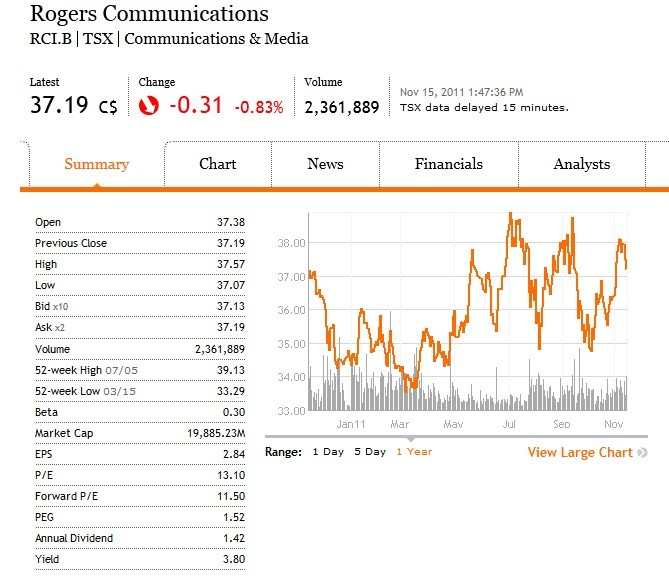 Rogers Communications
RCI.B | TSX | Communications & Media
Latest Change Volume
37.19 C$ -0.31 -0.83% 2,361,889
Nov 15, 2011 1:47:36 PM
TSX data delayed 15 minutes.
Summary Chart News Financials Analysts
Open 37.38
Previous Close 37.19
High 37.57
Low 37.07
Bid x10 37.13
Ask x2 37.19
Volume 2,361,889
52-week High 07/05 39.13
52-week Low 03/15 33.29
Beta 0.30
Market Cap 19,885.23M
EPS 2.84
P/E 13.10
Forward P/E 11.50
PEG 1.52
Annual Dividend 1.42
Yield 3.80
38.00
37.00
36.00
35.00
34.00
33.00
Jan11 Mar May Jul Sep Nov
Range: 1 Day 5 Day 1 Year View Large Chart